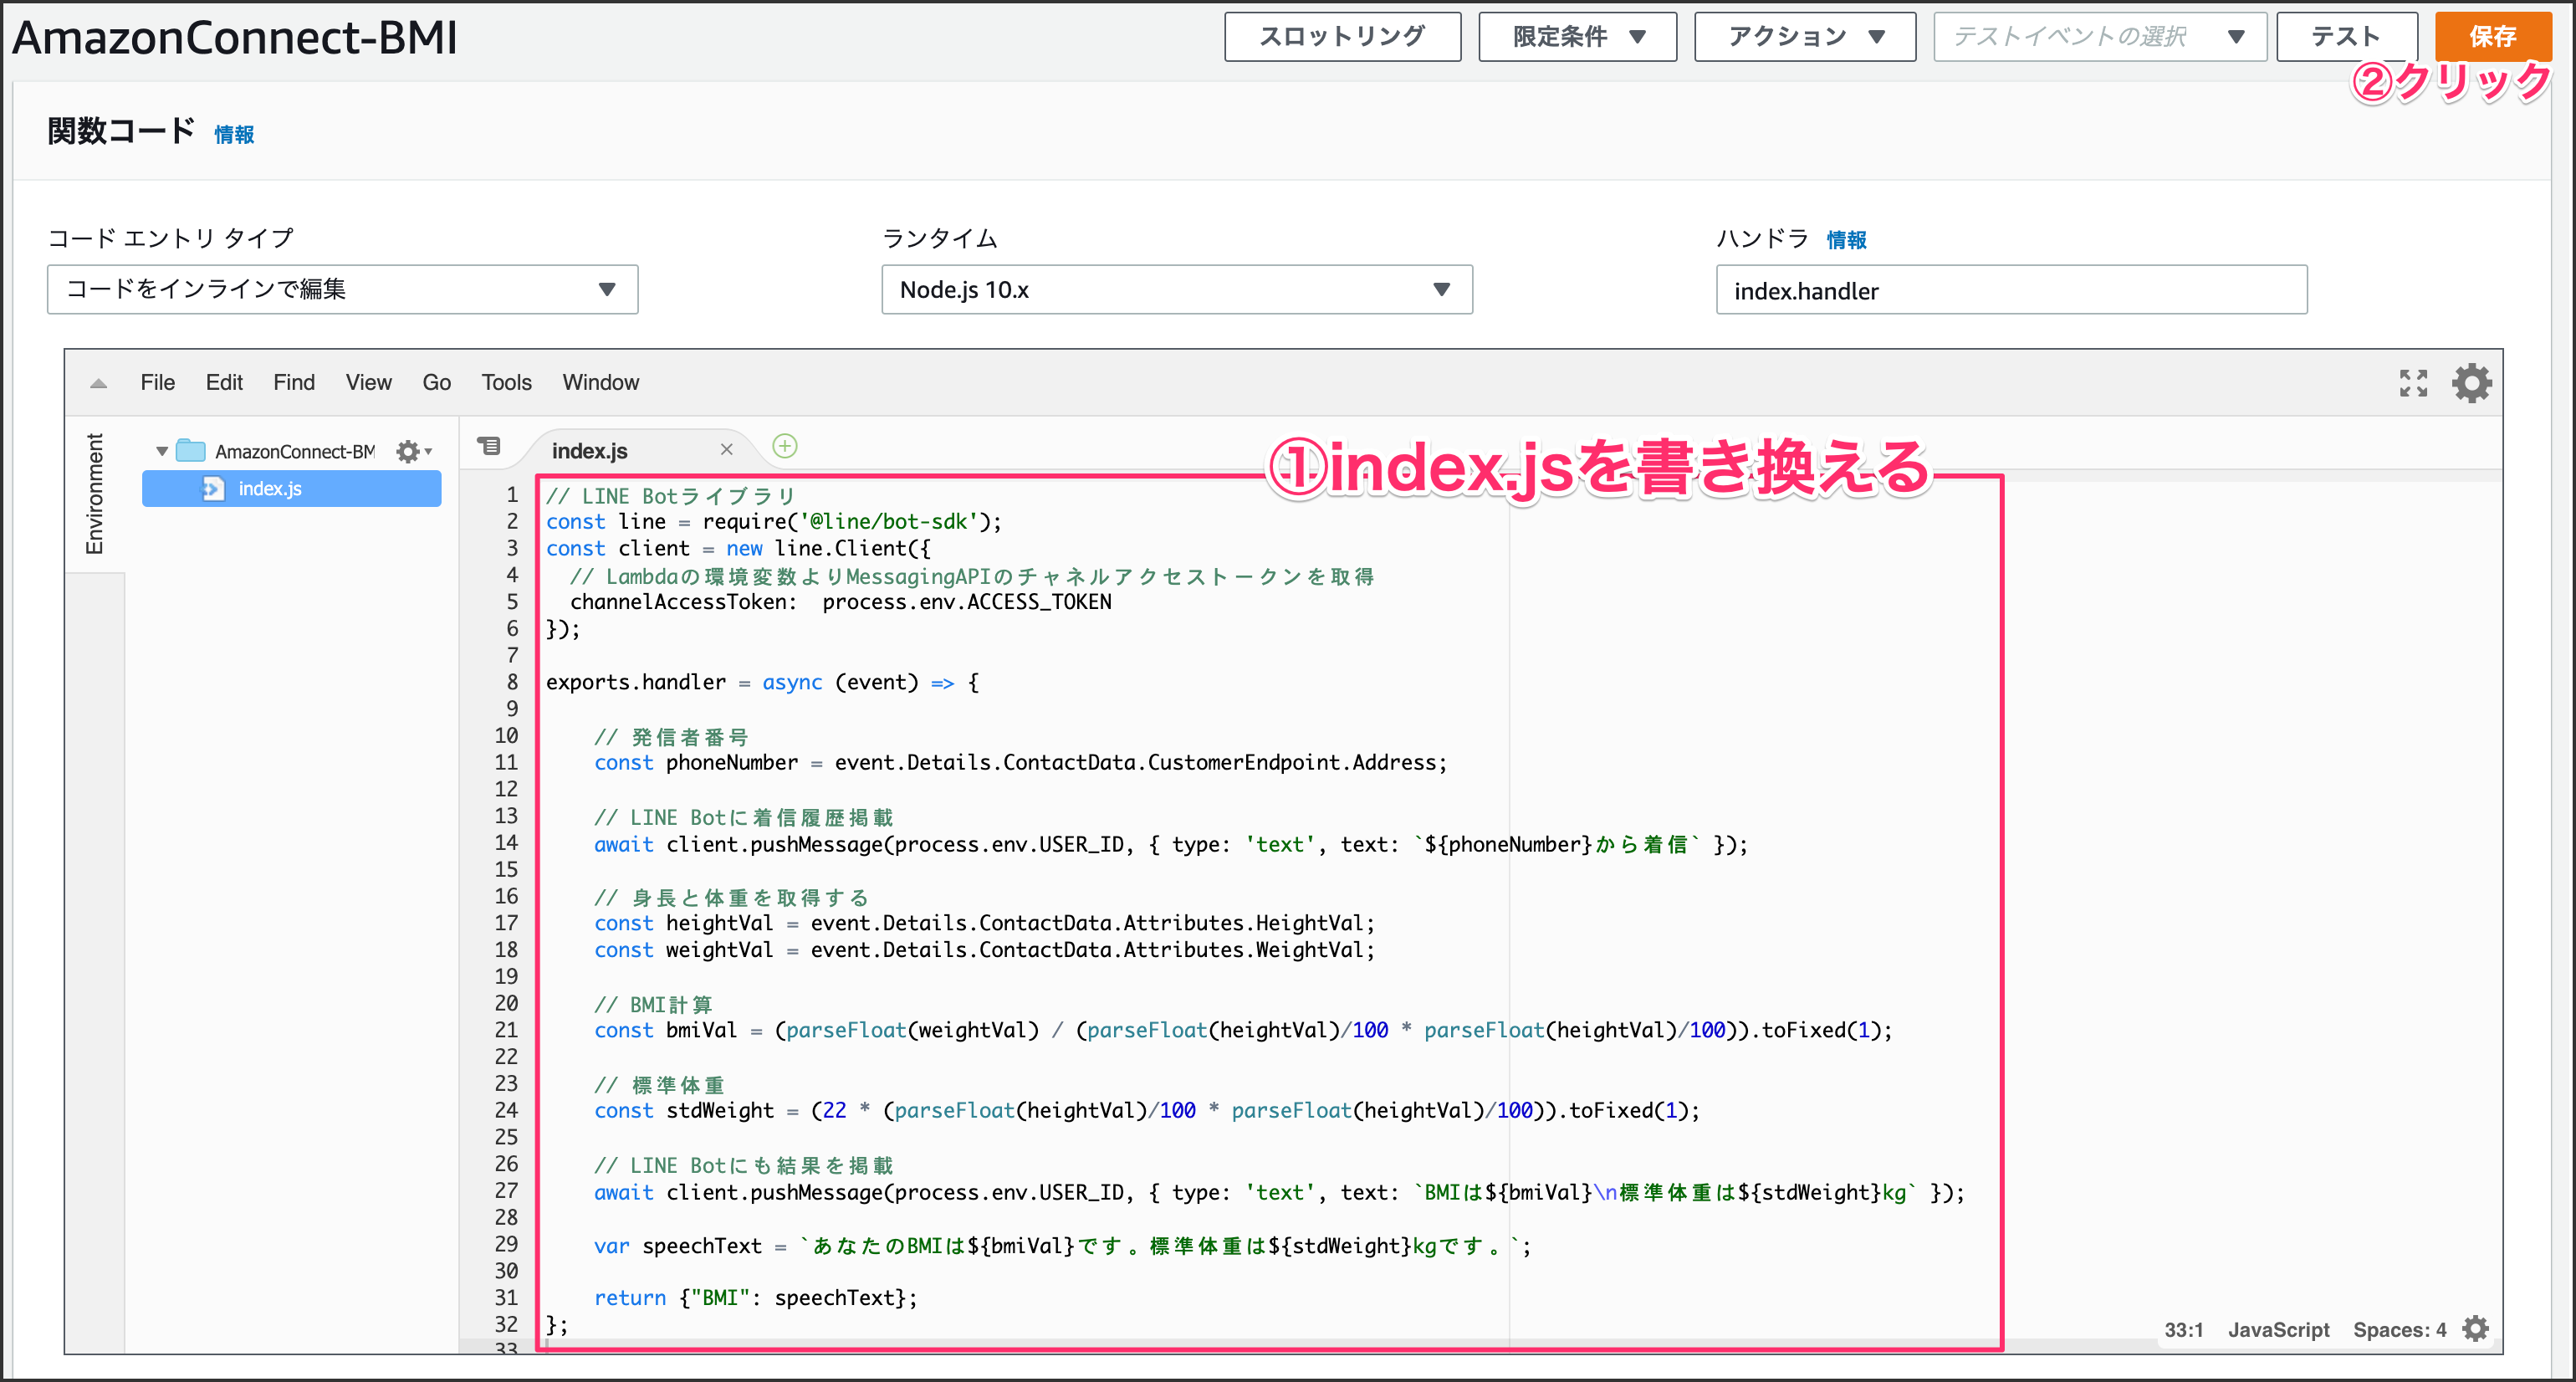 AmazonConnect-BMI
スロットリング
限定条件
アクション
テストイベントの選択
テスト
保存
②クリック
関数コード 情報
コード エントリ タイプ
コードをインラインで編集
ランタイム
Node.js 10.x
ハンドラ 情報
index.handler
File Edit Find View Go Tools Window
Environment
AmazonConnect-BM
index.js
index.js
①index.jsを書き換える
1 // LINE Botライブラリ
2 const line = require('@line/bot-sdk');
3 const client = new line.Client({
4   // Lambdaの環境変数よりMessagingAPIのチャネルアクセストークンを取得
5   channelAccessToken:  process.env.ACCESS_TOKEN
6 });
7
8 exports.handler = async (event) => {
9
10     // 発信者番号
11     const phoneNumber = event.Details.ContactData.CustomerEndpoint.Address;
12
13     // LINE Botに着信履歴掲載
14     await client.pushMessage(process.env.USER_ID, { type: 'text', text: `${phoneNumber}から着信` });
15
16     // 身長と体重を取得する
17     const heightVal = event.Details.ContactData.Attributes.HeightVal;
18     const weightVal = event.Details.ContactData.Attributes.WeightVal;
19
20     // BMI計算
21     const bmiVal = (parseFloat(weightVal) / (parseFloat(heightVal)/100 * parseFloat(heightVal)/100)).toFixed(1);
22
23     // 標準体重
24     const stdWeight = (22 * (parseFloat(heightVal)/100 * parseFloat(heightVal)/100)).toFixed(1);
25
26     // LINE Botにも結果を掲載
27     await client.pushMessage(process.env.USER_ID, { type: 'text', text: `BMIは${bmiVal}\n標準体重は${stdWeight}kg` });
28
29     var speechText = `あなたのBMIは${bmiVal}です。標準体重は${stdWeight}kgです。`;
30
31     return {"BMI": speechText};
32 };
33
33:1 JavaScript Spaces: 4